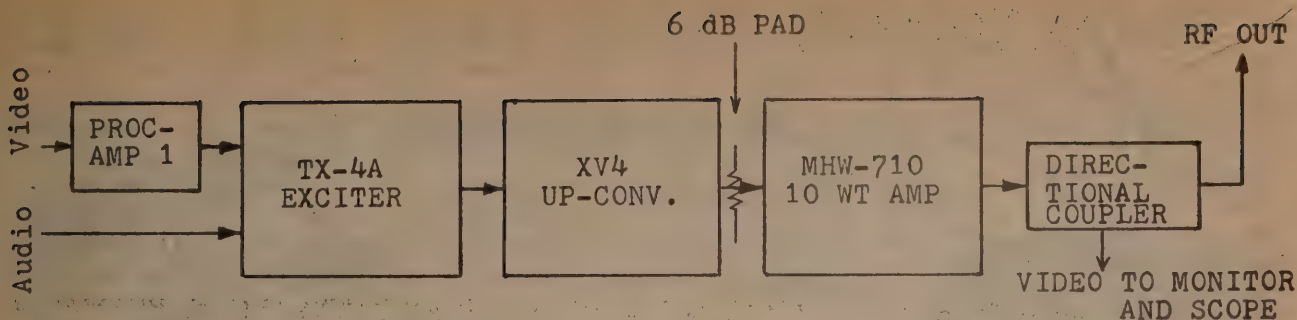 6 dB PAD
RF OUT
Video
PROC-
AMP 1
TX-4A
EXCITER
XV4
UP-CONV.
MHW-710
10 WT AMP
DIREC-
TIONAL
COUPLER
Audio
VIDEO TO MONITOR
AND SCOPE